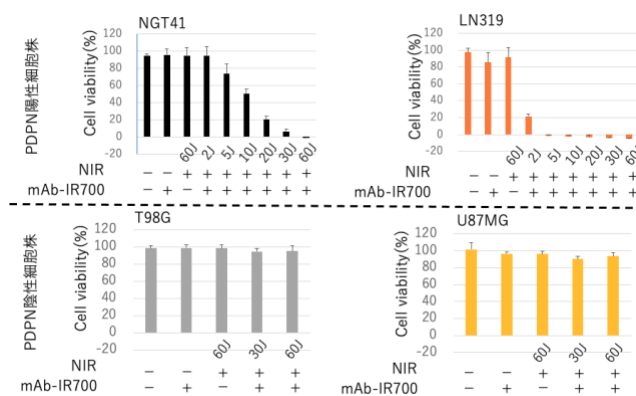 PDPN陽性細胞株
NGT41
Cell viability(%)
120
100
80
60
40
20
0
-20
60J 2J 5J 10J 20J 30J 60J
NIR − − + + + + + + +
mAb-IR700 − + − + + + + + +
LN319
Cell viability(%)
120
100
80
60
40
20
0
-20
60J 2J 5J 10J 20J 30J 60J
NIR − − + + + + + + +
mAb-IR700 − + − + + + + + +
PDPN陰性細胞株
T98G
Cell viability(%)
120
100
80
60
40
20
0
-20
60J 30J 60J
NIR − − + + +
mAb-IR700 − + − + +
U87MG
Cell viability(%)
120
100
80
60
40
20
0
-20
60J 30J 60J
NIR − − + + +
mAb-IR700 − + − + +